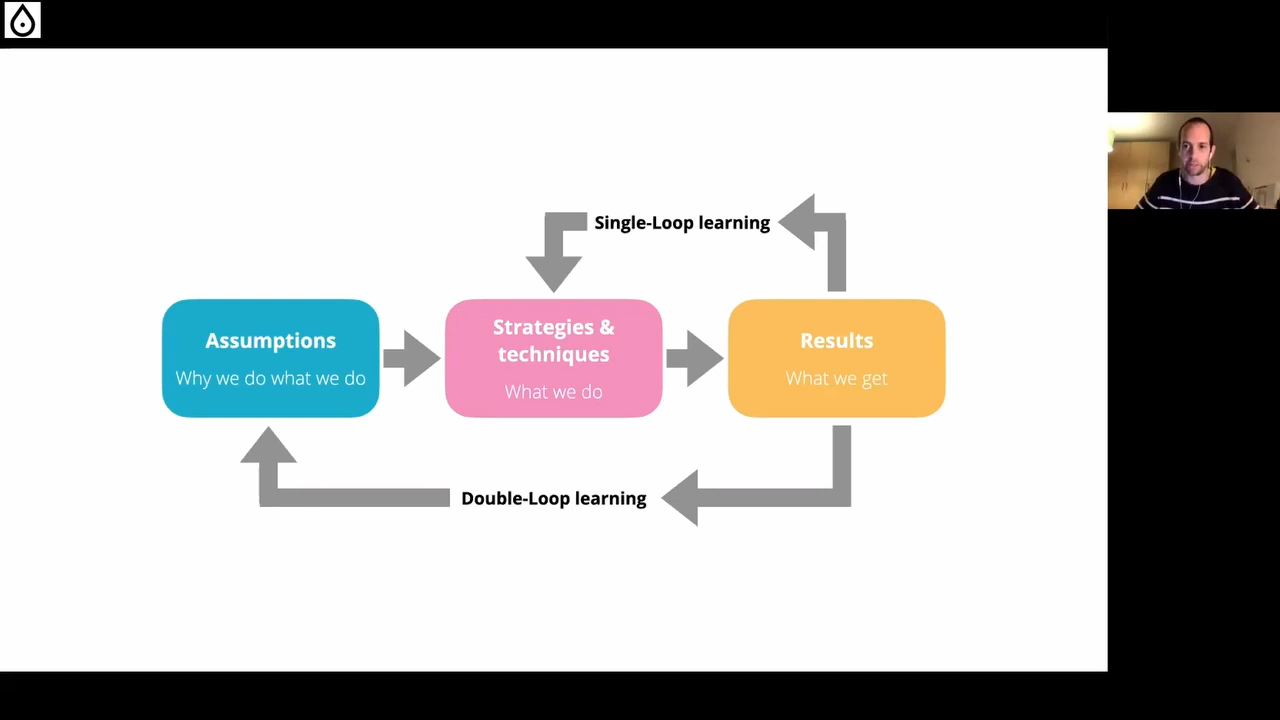 Single-Loop learning
Assumptions
Why we do what we do
Strategies &
techniques
What we do
Results
What we get
Double-Loop learning